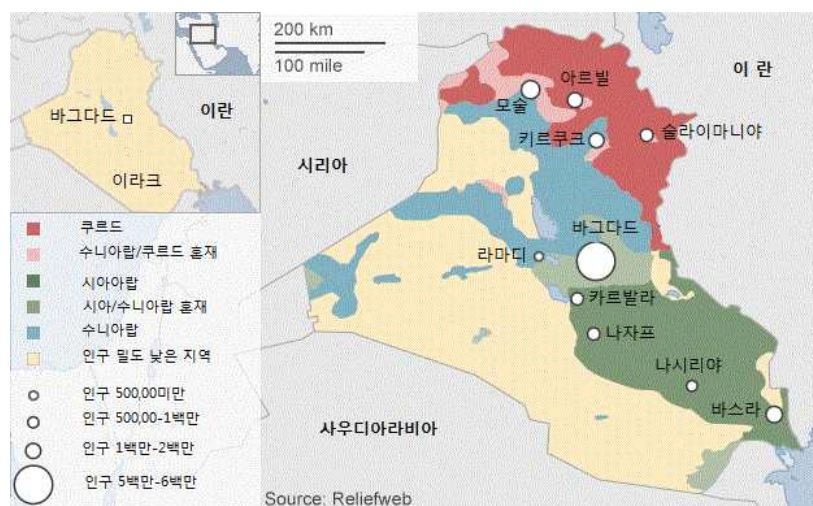 이란
바그다드
이라크
쿠르드
수니아랍/쿠르드 혼재
시아아랍
시아/수니아랍 혼재
수니아랍
인구 밀도 낮은 지역
인구 500,00미만
인구 500,00-1백만
인구 1백만-2백만
인구 5백만-6백만
200 km
100 mile
이 란
아르빌
모술
키르쿠크
술라이마니야
시리아
바그다드
라마디
카르발라
나자프
나시리야
바스라
사우디아라비아
Source: Reliefweb